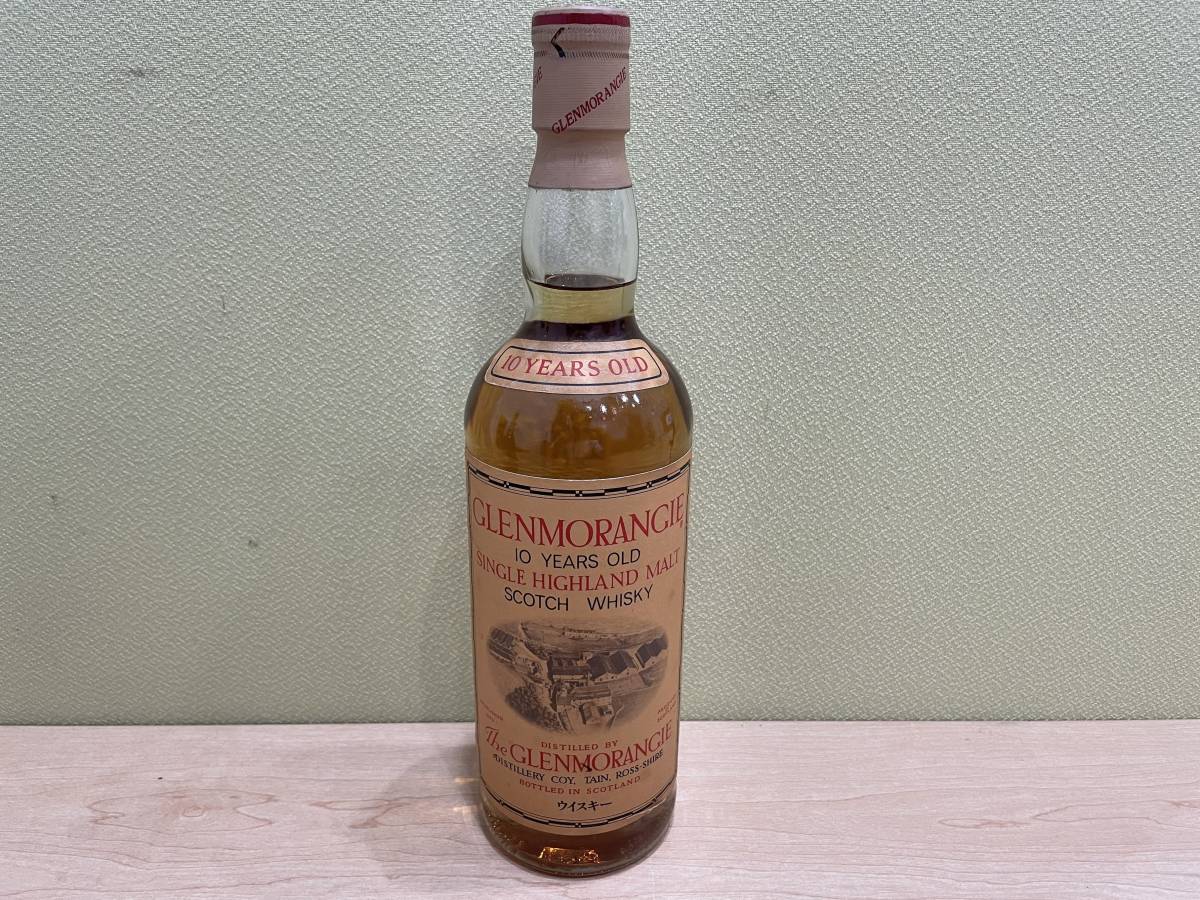 GLENMORANGIE
10 YEARS OLD
GLENMORANGIE
10 YEARS OLD
SINGLE HIGHLAND MALT
SCOTCH WHISKY
DISTILLED BY
The GLENMORANGIE
DISTILLERY COY, TAIN, ROSS-SHIRE
BOTTLED IN SCOTLAND
ウイスキー